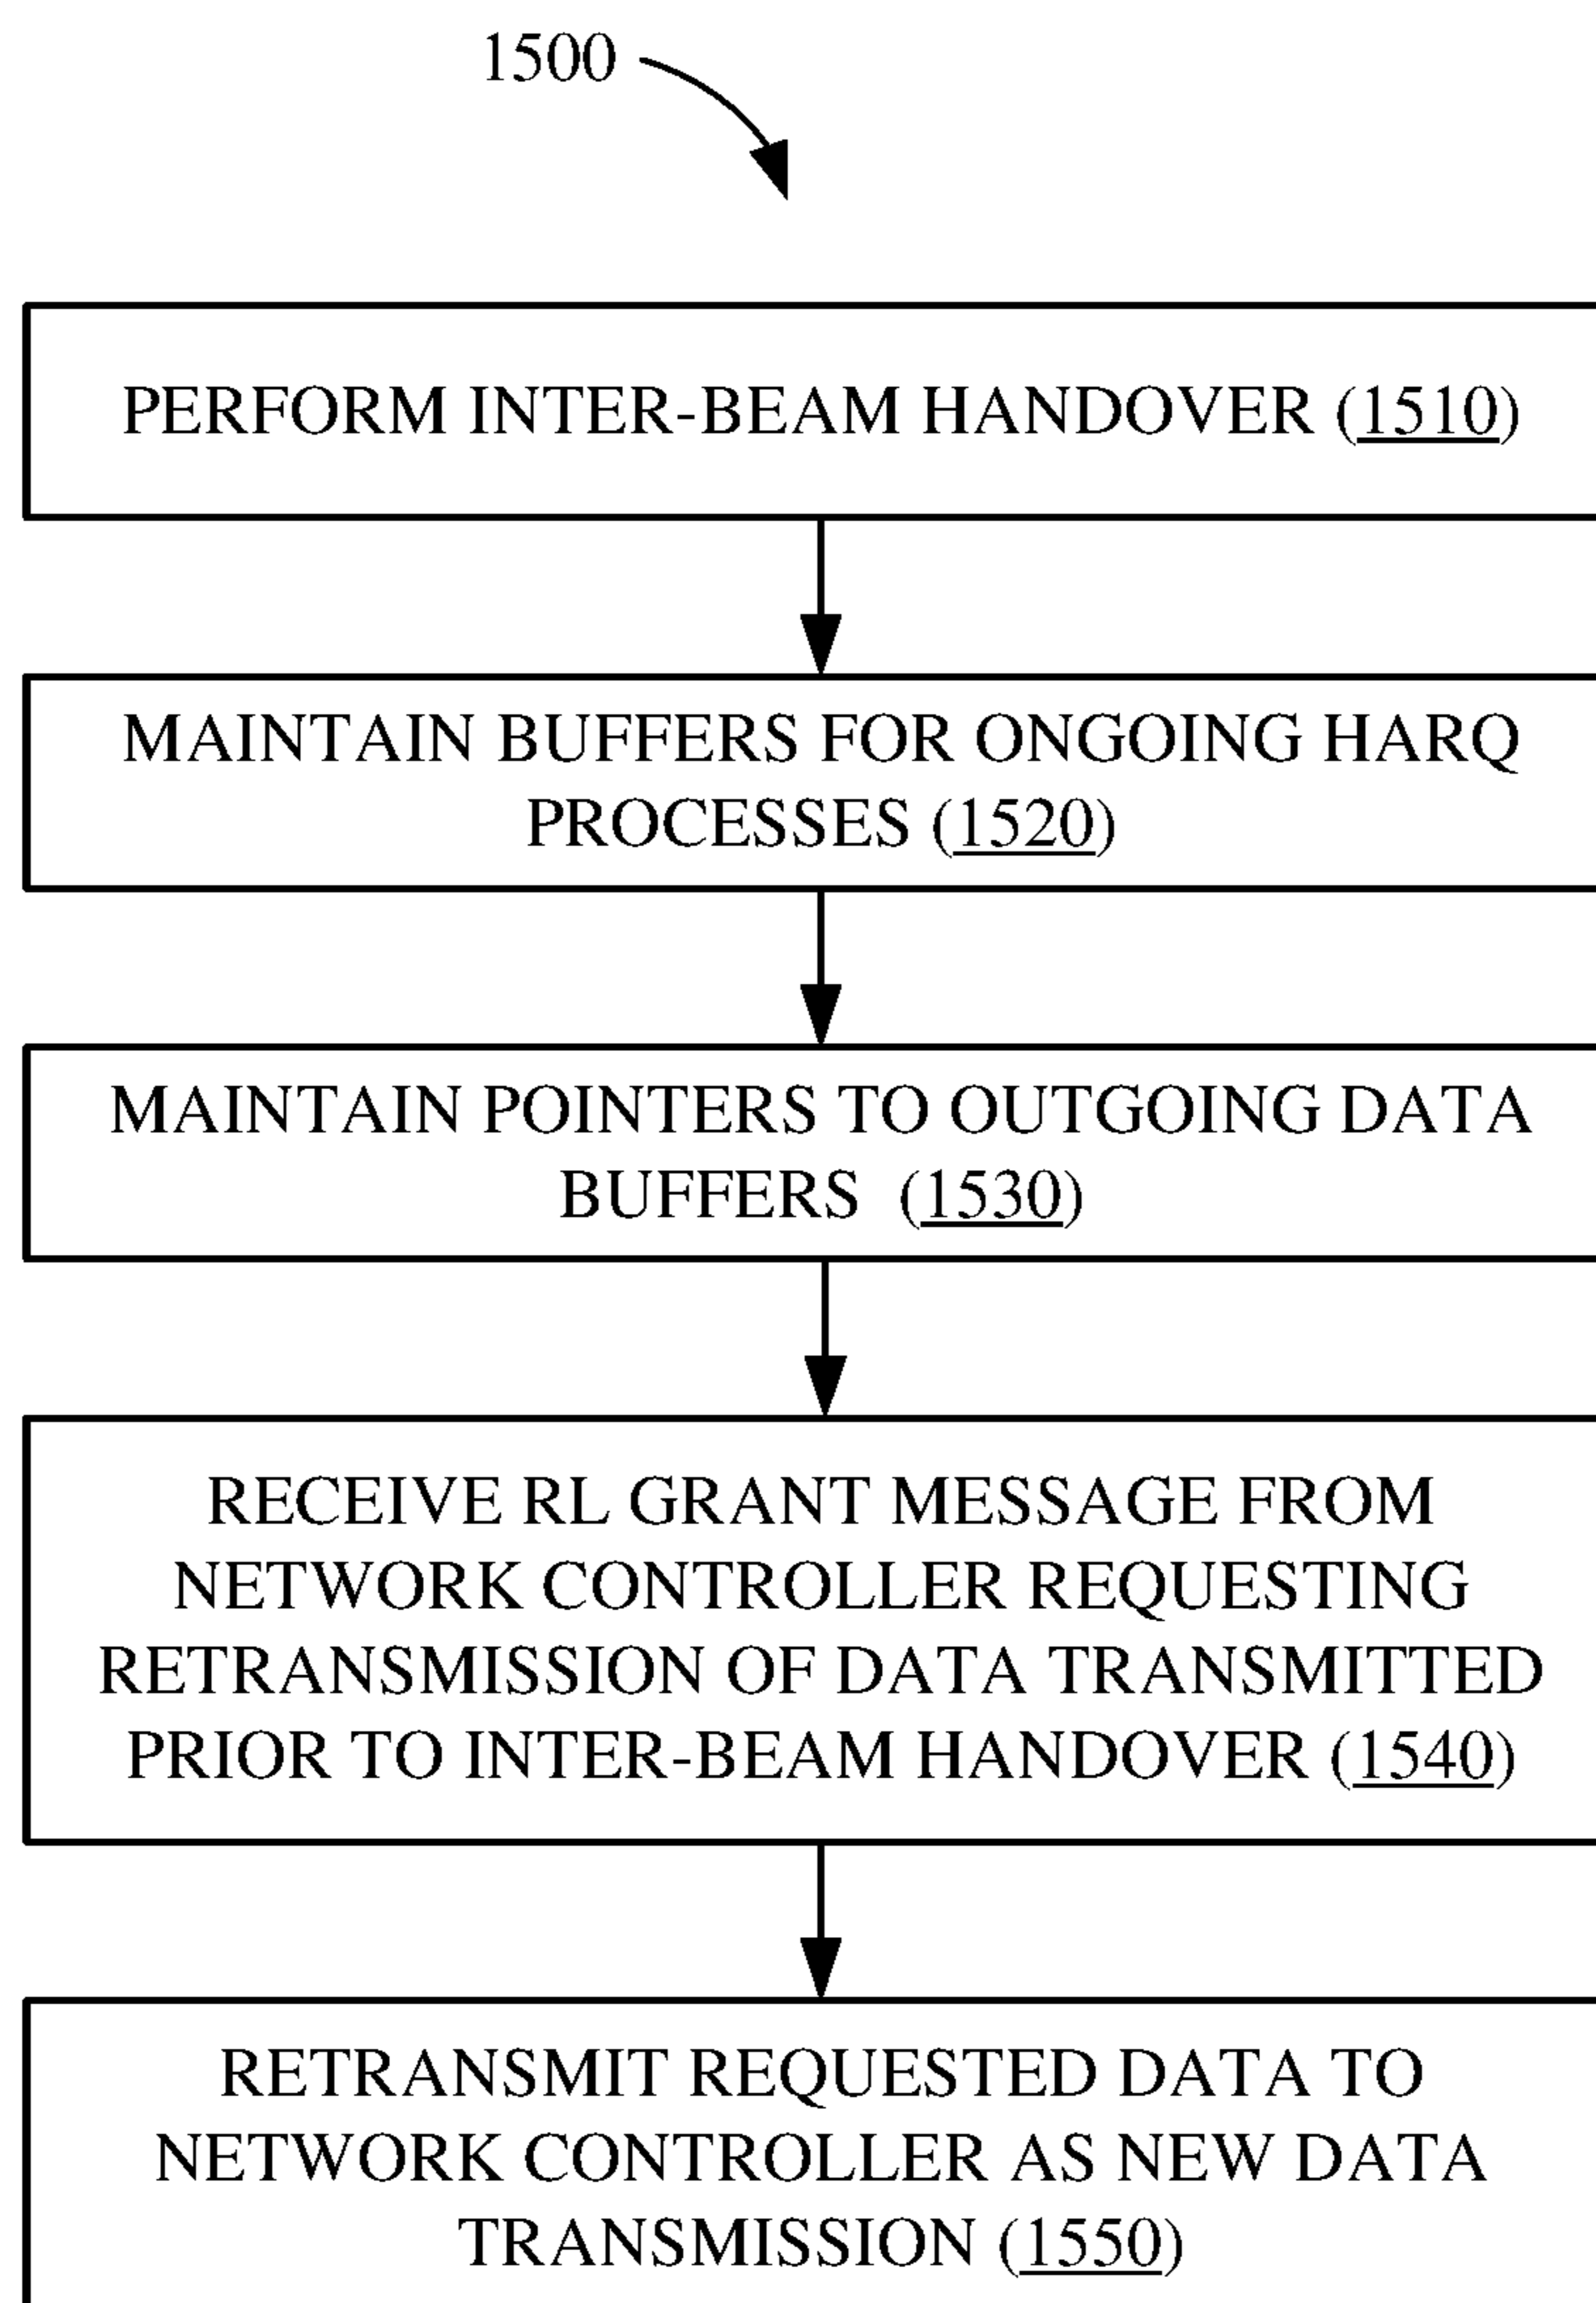 1500
PERFORM INTER-BEAM HANDOVER (1510)
MAINTAIN BUFFERS FOR ONGOING HARQ
PROCESSES (1520)
MAINTAIN POINTERS TO OUTGOING DATA
BUFFERS (1530)
RECEIVE RL GRANT MESSAGE FROM
NETWORK CONTROLLER REQUESTING
RETRANSMISSION OF DATA TRANSMITTED
PRIOR TO INTER-BEAM HANDOVER (1540)
RETRANSMIT REQUESTED DATA TO
NETWORK CONTROLLER AS NEW DATA
TRANSMISSION (1550)